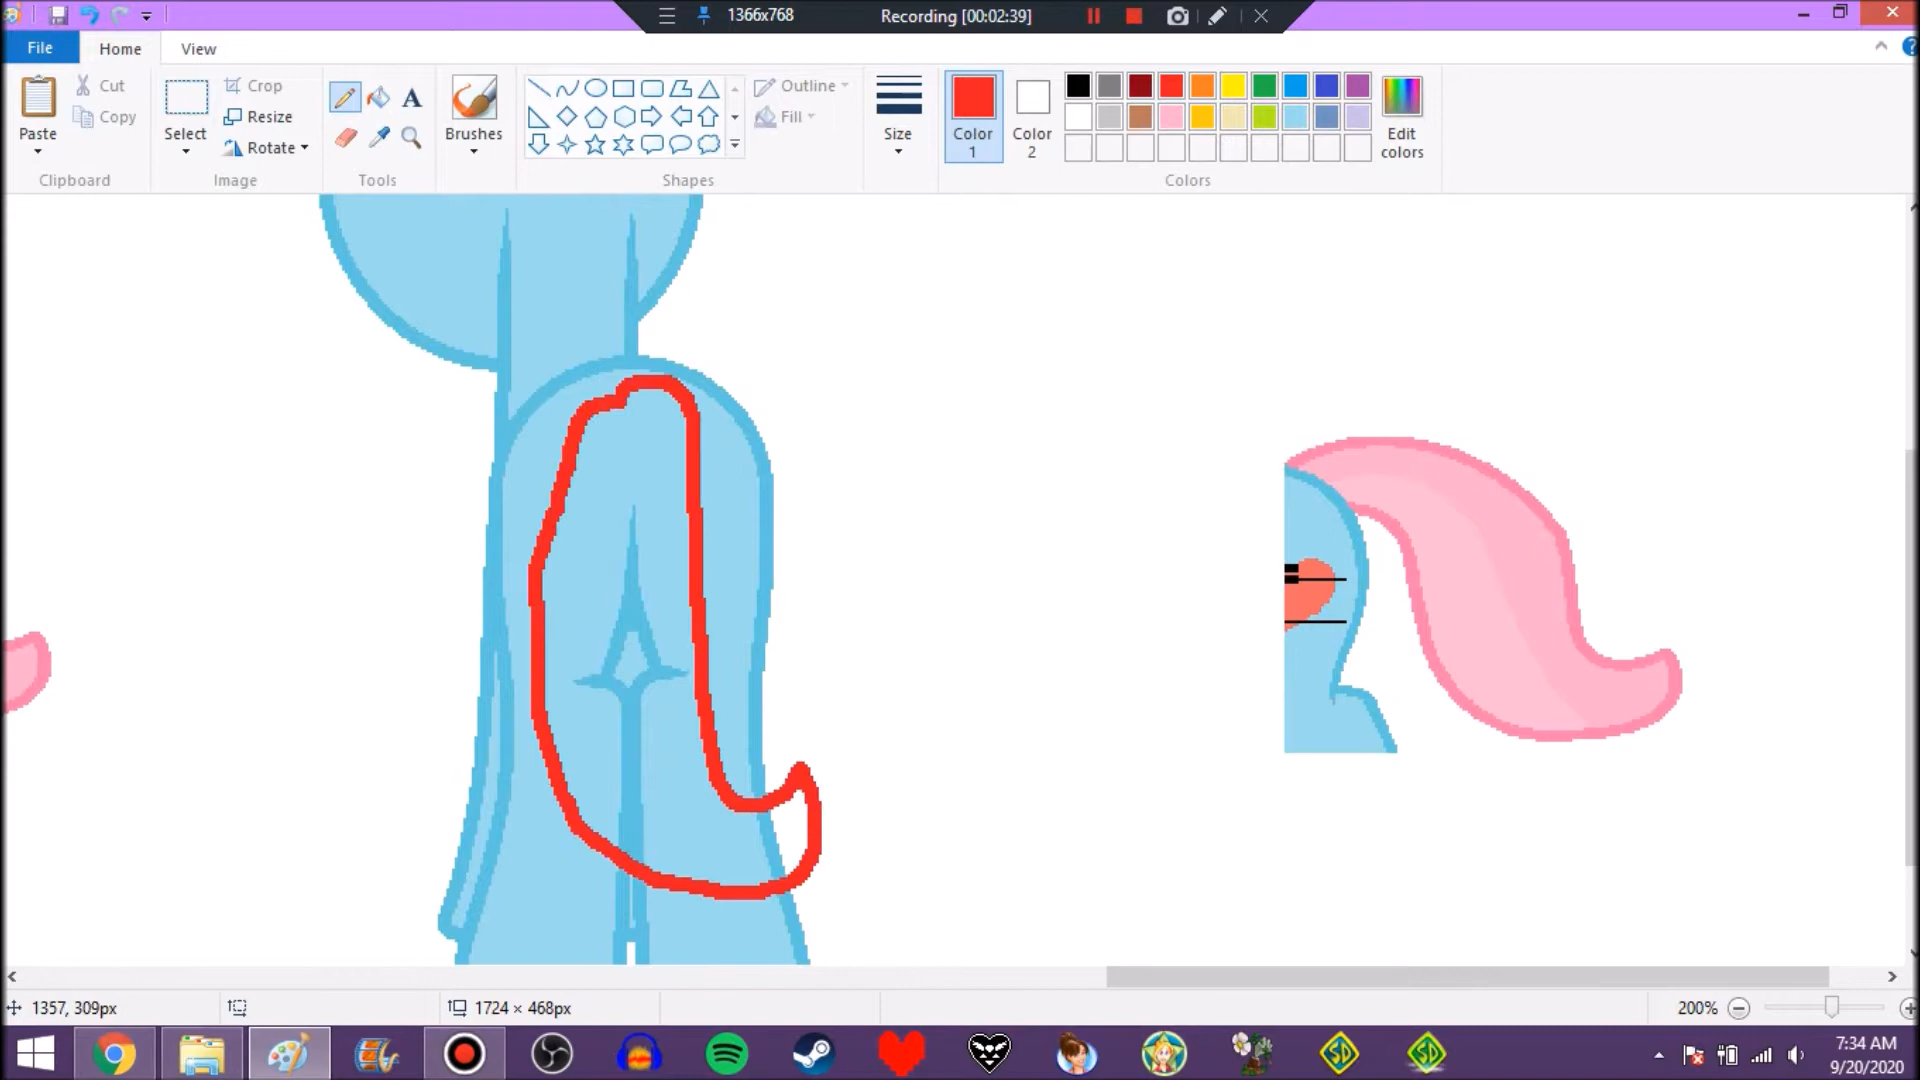 1366x768
Recording [00:02:39]
File
Home
View
Paste
Cut
Copy
Clipboard
Select
Crop
Resize
Rotate
Image
Tools
Brushes
Shapes
Outline
Fill
Size
Color
1
Color
2
Edit
colors
Colors
1357, 309px
1724 × 468px
200%
7:34 AM
9/20/2020
SD
SD